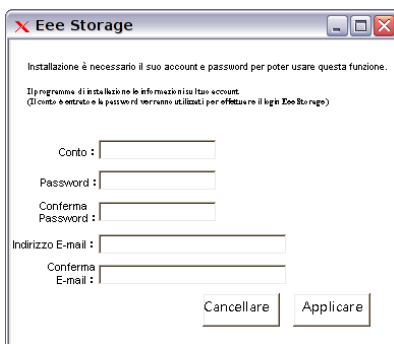 Eee Storage
Installazione è necessario il suo account e password per poter usare questa funzione.
Il programma di installazione le informazioni su ltuo account.
(Il conto è entrato e la password verranno utilizzati per effettuare il login Eee Storage)
Conto :
Password :
Conferma
Password :
Indirizzo E-mail :
Conferma
E-mail :
Cancellare
Applicare